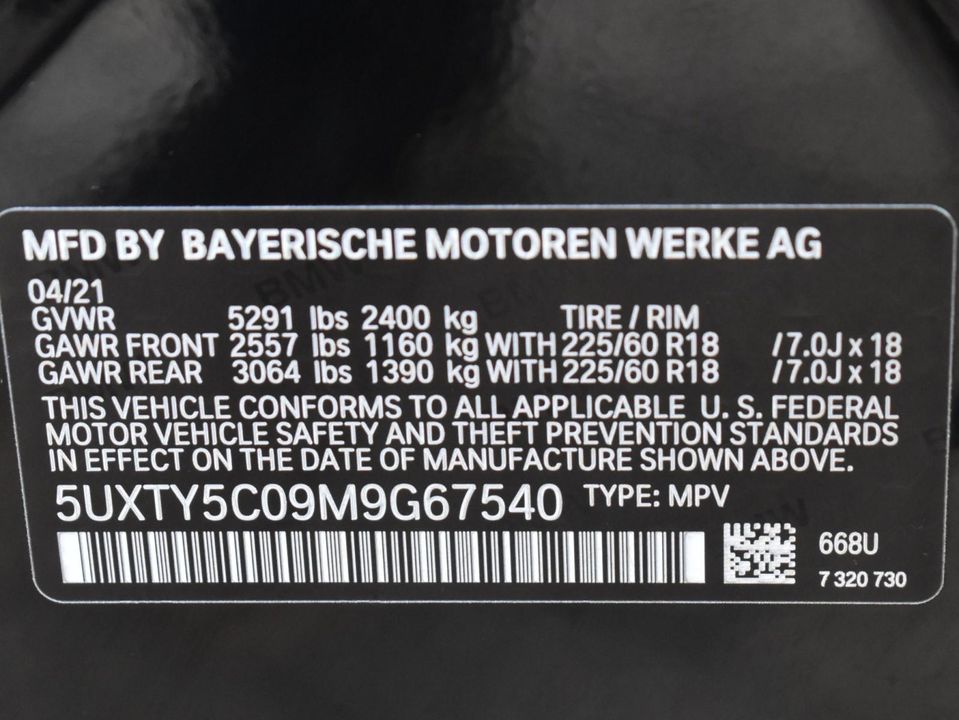 MFD BY BAYERISCHE MOTOREN WERKE AG
04/21
GVWR 5291 lbs 2400 kg TIRE / RIM
GAWR FRONT 2557 lbs 1160 kg WITH 225/60 R18 /7.0J x 18
GAWR REAR 3064 lbs 1390 kg WITH 225/60 R18 /7.0J x 18
THIS VEHICLE CONFORMS TO ALL APPLICABLE U. S. FEDERAL
MOTOR VEHICLE SAFETY AND THEFT PREVENTION STANDARDS
IN EFFECT ON THE DATE OF MANUFACTURE SHOWN ABOVE.
5UXTY5C09M9G67540 TYPE: MPV
668U
7 320 730